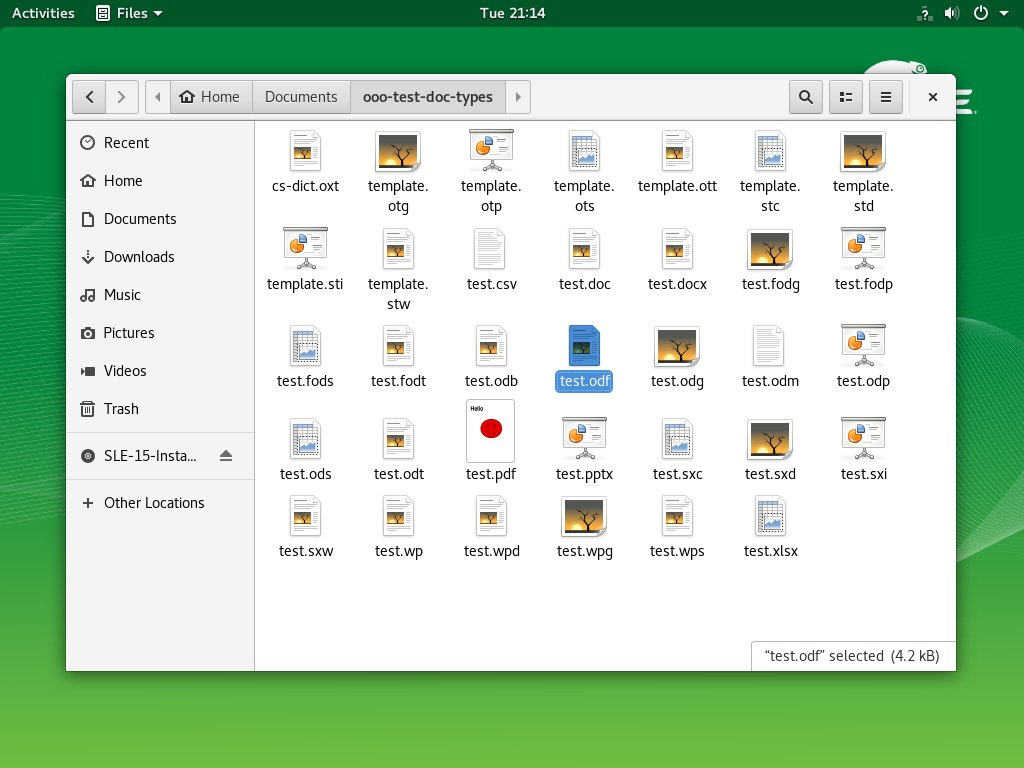 Activities Files Tue 21:14
Home Documents ooo-test-doc-types
Recent
Home
Documents
Downloads
Music
Pictures
Videos
Trash
SLE-15-Insta...
Other Locations
cs-dict.oxt template. template. template. template.ott template. template.
otg otp ots stc std
template.sti template. test.csv test.doc test.docx test.fodg test.fodp
stw
test.fods test.fodt test.odb test.odf test.odg test.odm test.odp
Hello
test.ods test.odt test.pdf test.pptx test.sxc test.sxd test.sxi
test.sxw test.wp test.wpd test.wpg test.wps test.xlsx
“test.odf” selected (4.2 kB)